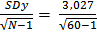 SDy/√N-1 = 3,027/√60-1